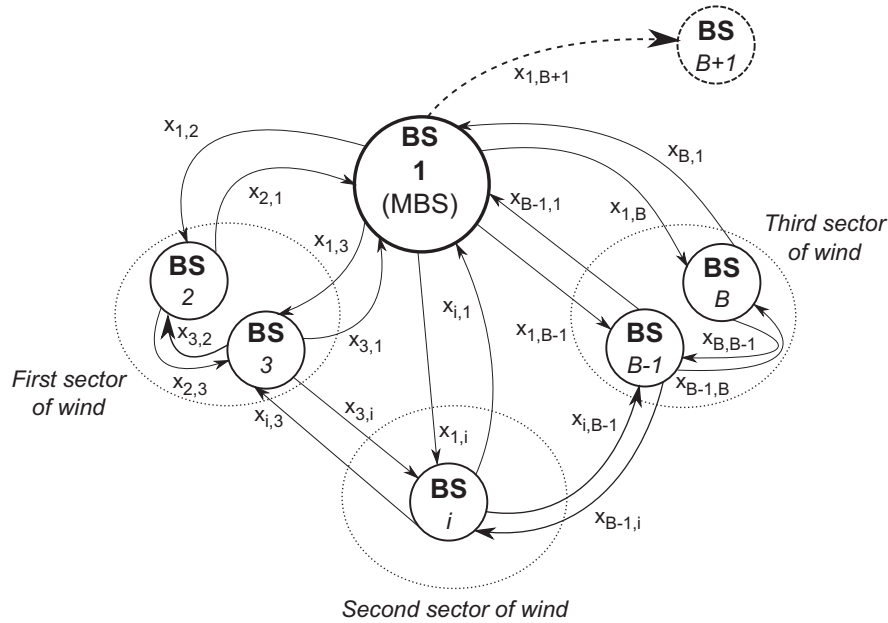 BS
B+1
x1,B+1
x1,2
BS
1
(MBS)
xB,1
x2,1
xB-1,1
x1,B
Third sector
of wind
x1,3
BS
2
BS
B
xi,1
x3,2
BS
3
x3,1
x1,B-1
BS
B-1
xB,B-1
x2,3
xB-1,B
First sector
of wind
xi,3
x3,i
x1,i
xi,B-1
BS
i
xB-1,i
Second sector of wind